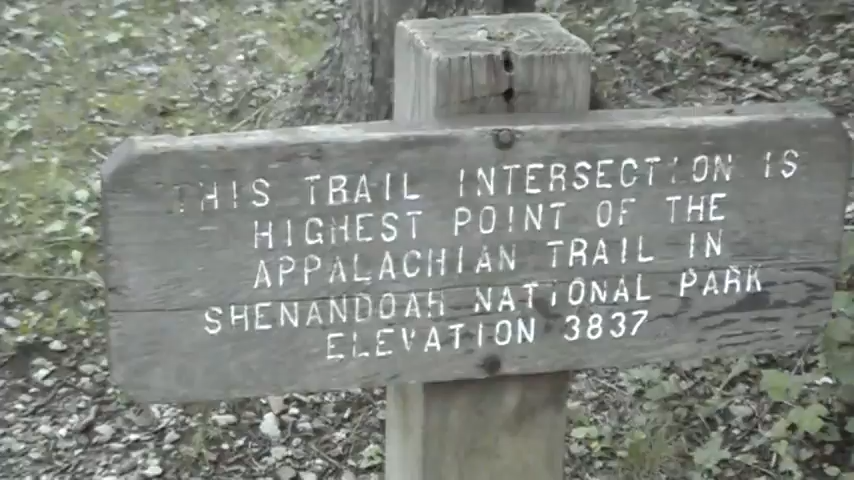 THIS TRAIL INTERSECTION IS
HIGHEST POINT OF THE
APPALACHIAN TRAIL IN
SHENANDOAH NATIONAL PARK
ELEVATION 3837